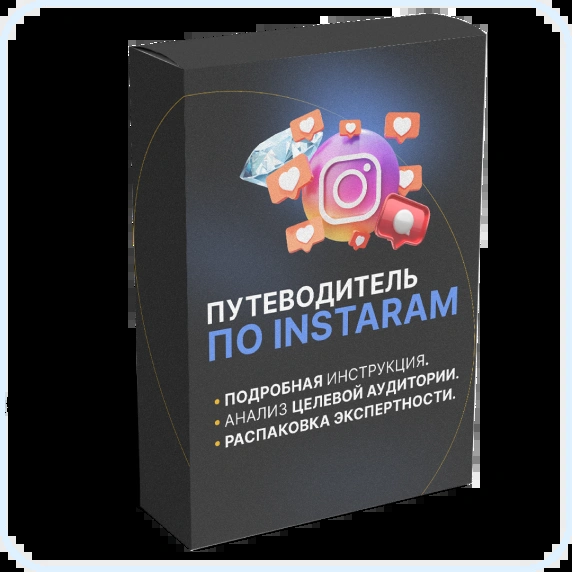 ПУТЕВОДИТЕЛЬ
ПО INSTARAM
• ПОДРОБНАЯ ИНСТРУКЦИЯ.
• АНАЛИЗ ЦЕЛЕВОЙ АУДИТОРИИ.
• РАСПАКОВКА ЭКСПЕРТНОСТИ.